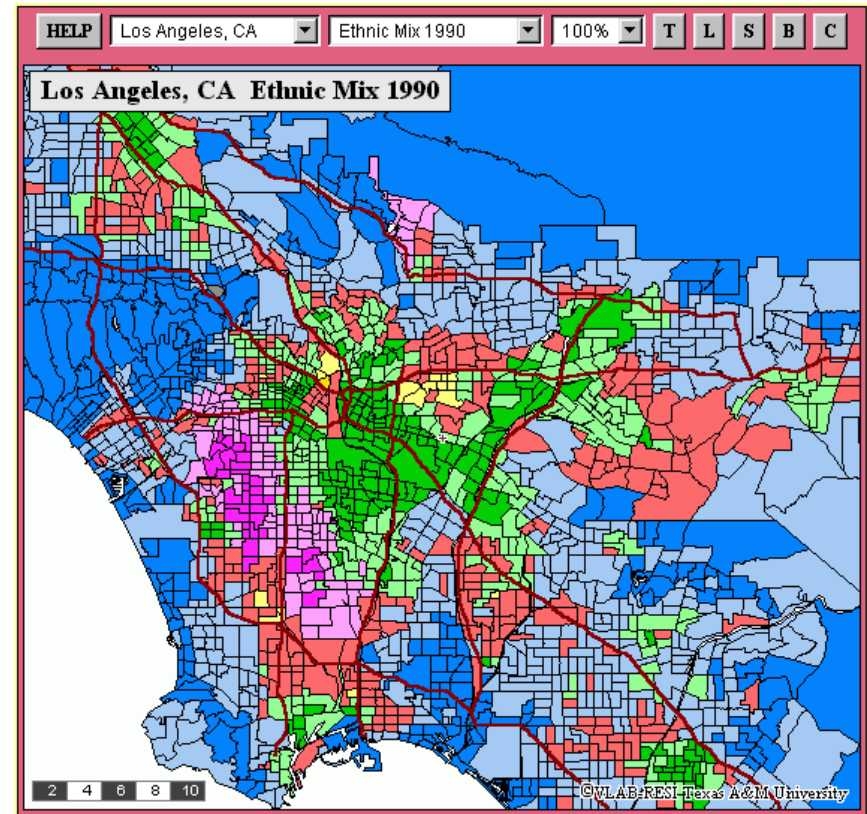 HELP Los Angeles, CA Ethnic Mix 1990 100% T L S B C
Los Angeles, CA Ethnic Mix 1990
2 4 6 8 10
©VLAB-RESI Texas A&M University